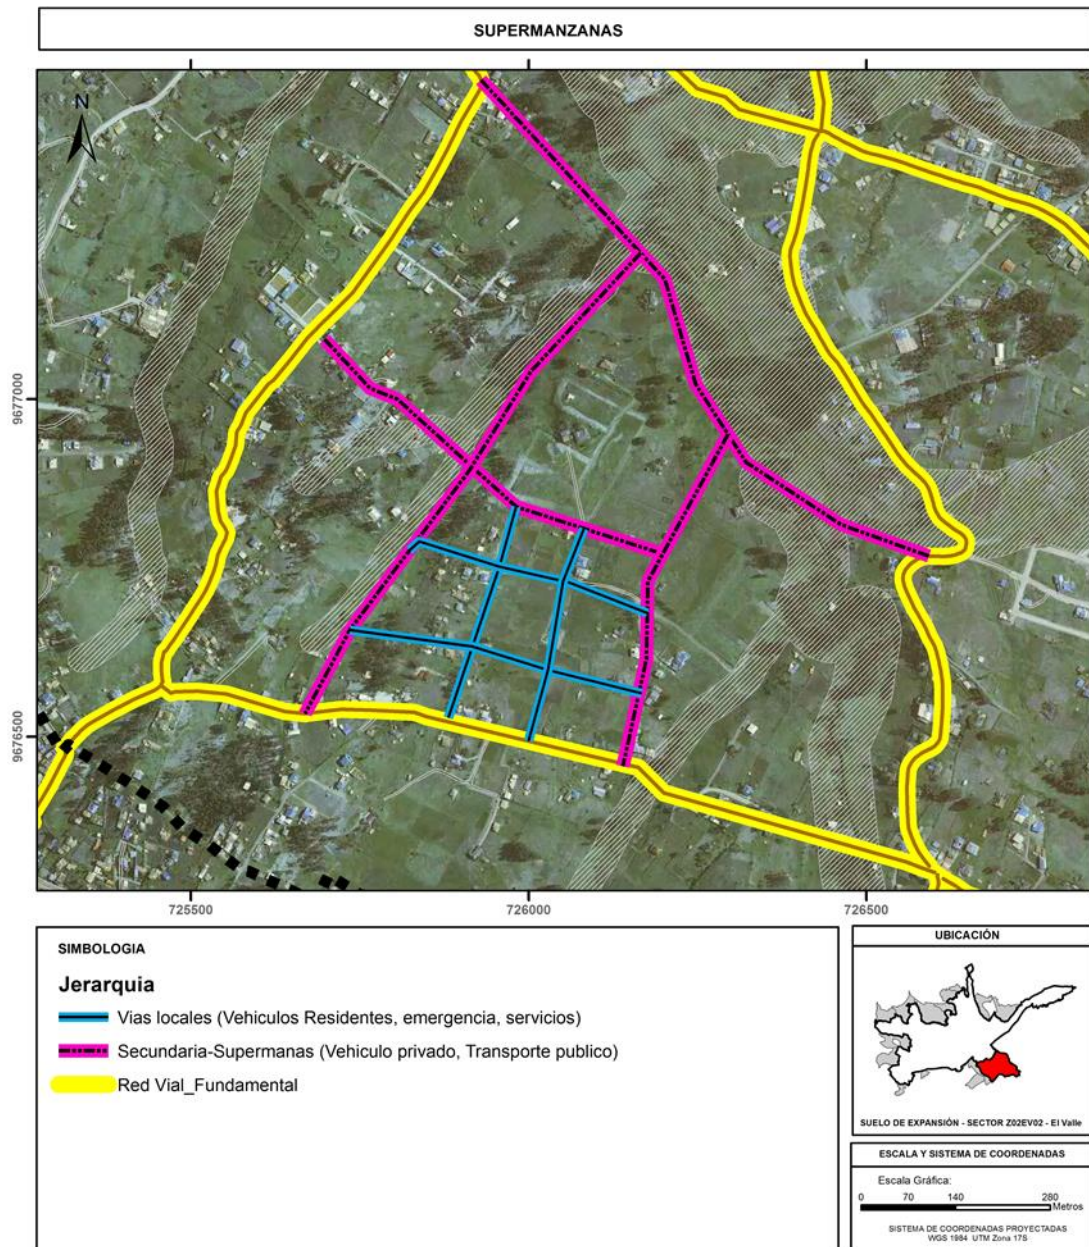 SUPERMANZANAS
N
9677000
9676500
725500
726000
726500
SIMBOLOGIA
Jerarquia
Vias locales (Vehiculos Residentes, emergencia, servicios)
Secundaria-Supermanas (Vehiculo privado, Transporte publico)
Red Vial_Fundamental
UBICACIÓN
SUELO DE EXPANSIÓN - SECTOR Z02EV02 - El Valle
ESCALA Y SISTEMA DE COORDENADAS
Escala Gráfica:
0 70 140 280
Metros
SISTEMA DE COORDENADAS PROYECTADAS
WGS 1984 UTM Zona 17S